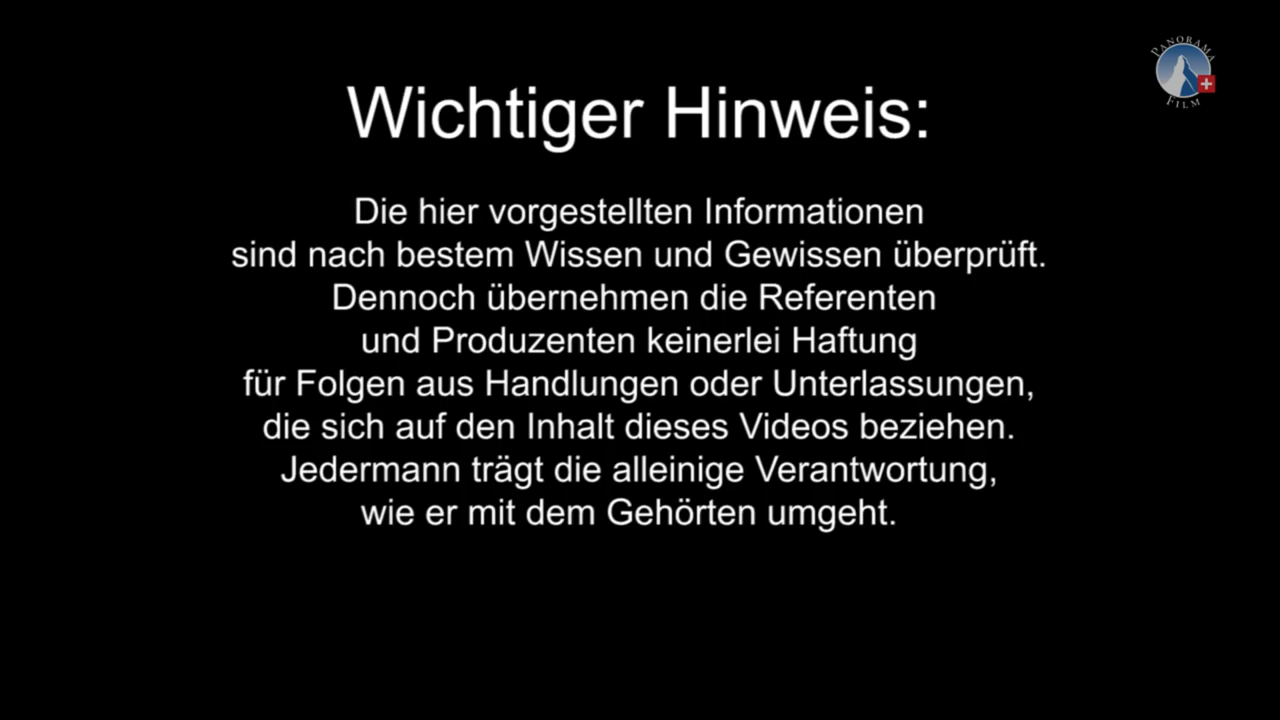 PANORAMA
FILM
Wichtiger Hinweis:
Die hier vorgestellten Informationen
sind nach bestem Wissen und Gewissen überprüft.
Dennoch übernehmen die Referenten
und Produzenten keinerlei Haftung
für Folgen aus Handlungen oder Unterlassungen,
die sich auf den Inhalt dieses Videos beziehen.
Jedermann trägt die alleinige Verantwortung,
wie er mit dem Gehörten umgeht.